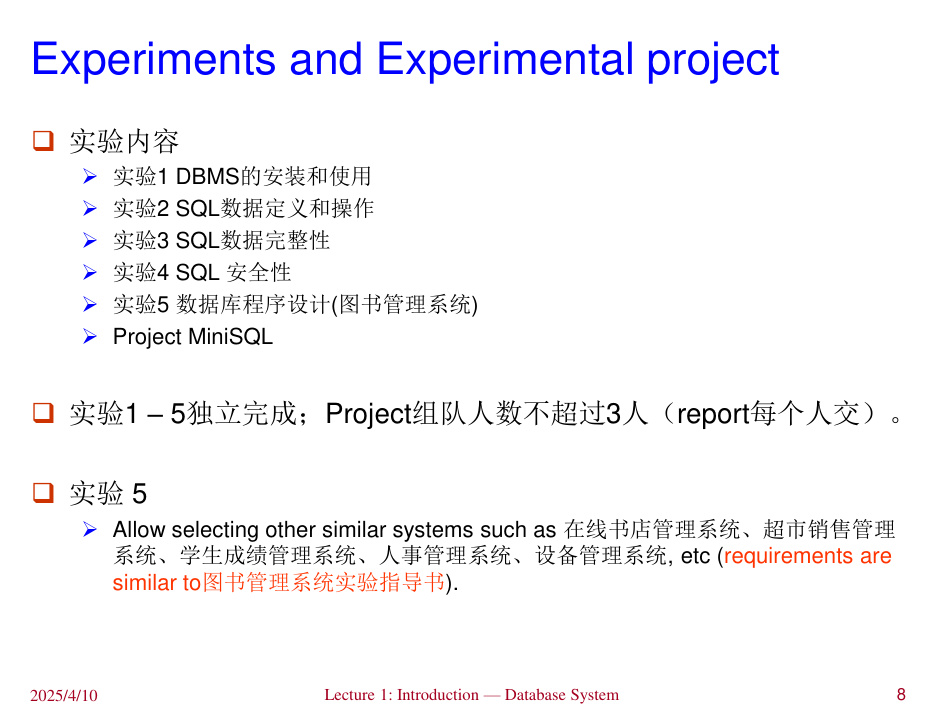 Experiments and Experimental project
实验内容
实验1 DBMS的安装和使用
实验2 SQL数据定义和操作
实验3 SQL数据完整性
实验4 SQL 安全性
实验5 数据库程序设计(图书管理系统)
Project MiniSQL
实验1 – 5独立完成；Project组队人数不超过3人（report每个人交）。
实验 5
Allow selecting other similar systems such as 在线书店管理系统、超市销售管理
系统、学生成绩管理系统、人事管理系统、设备管理系统, etc (requirements are
similar to图书管理系统实验指导书).
2025/4/10
Lecture 1: Introduction — Database System
8